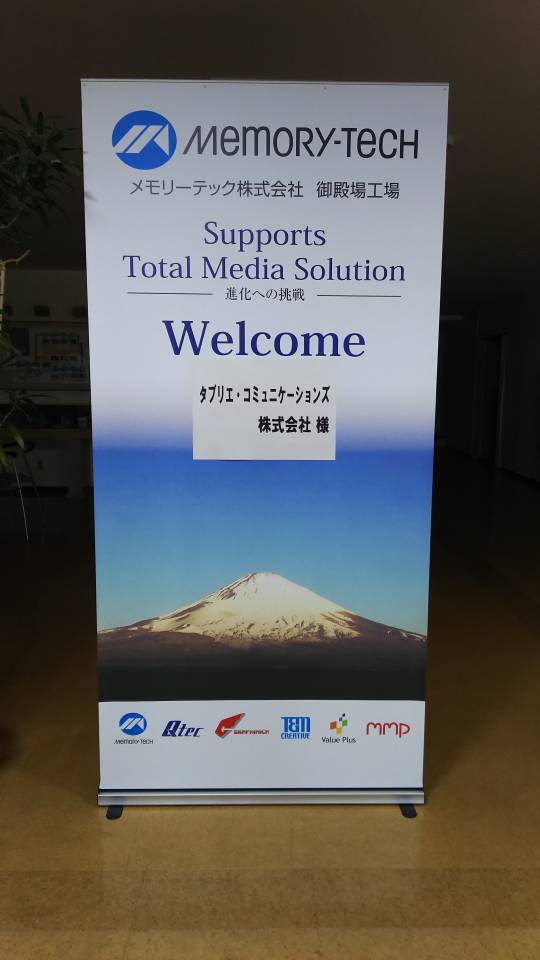 MEMORY-TECH
メモリーテック株式会社 御殿場工場
Supports
Total Media Solution
進化への挑戦
Welcome
タブリエ・コミュニケーションズ
株式会社 様
MEMORY-TECH
Qtec
GRAPHIMICA
TEM CREATIVE
Value Plus
mmp